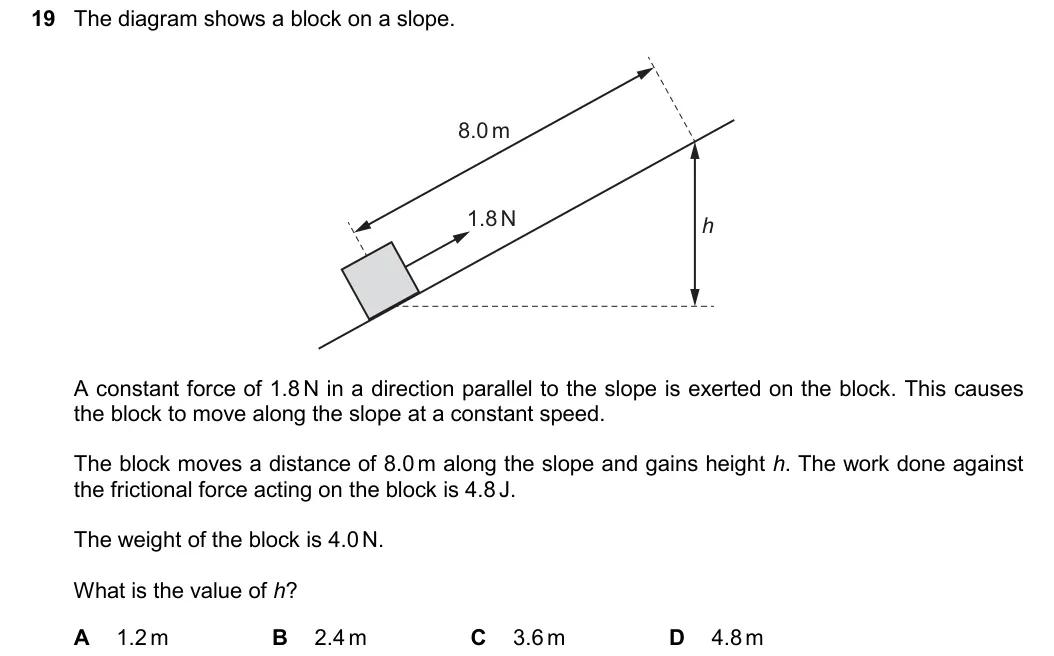 19 The diagram shows a block on a slope.
8.0 m
1.8 N
h
A constant force of 1.8 N in a direction parallel to the slope is exerted on the block. This causes
the block to move along the slope at a constant speed.
The block moves a distance of 8.0 m along the slope and gains height h. The work done against
the frictional force acting on the block is 4.8 J.
The weight of the block is 4.0 N.
What is the value of h?
A 1.2 m B 2.4 m C 3.6 m D 4.8 m